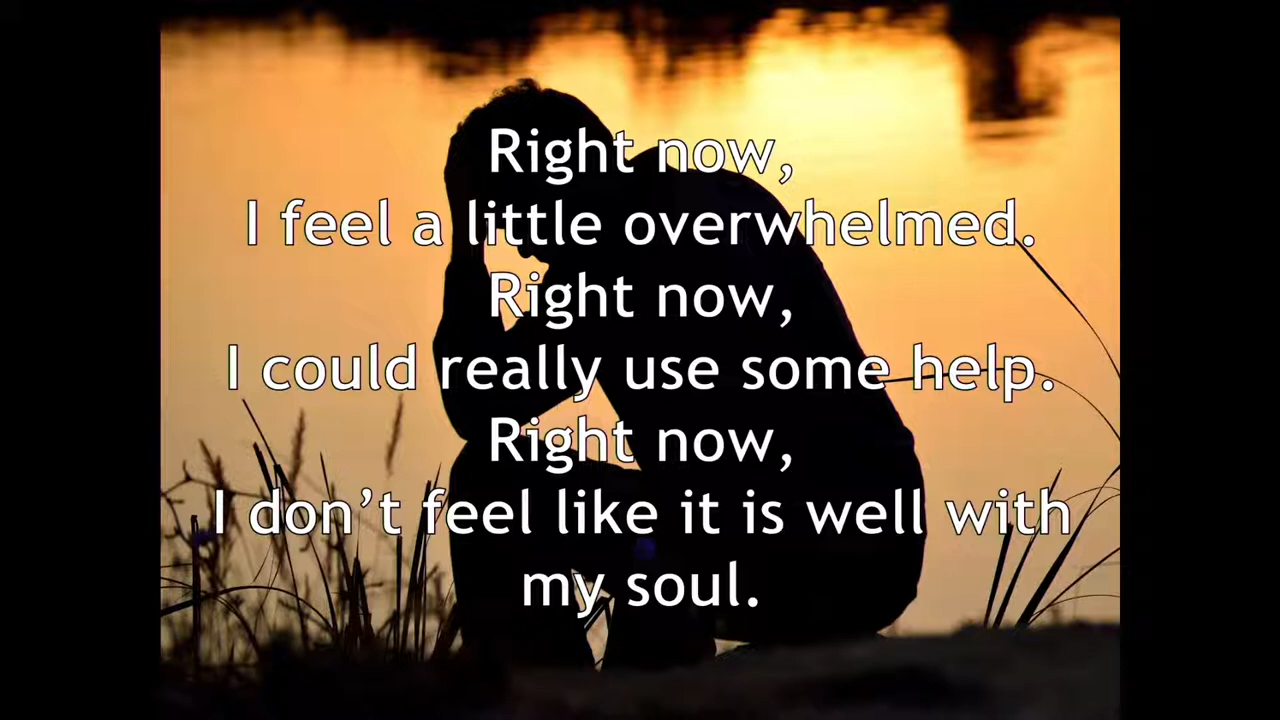 Right now,
I feel a little overwhelmed.
Right now,
I could really use some help.
Right now,
I don’t feel like it is well with
my soul.